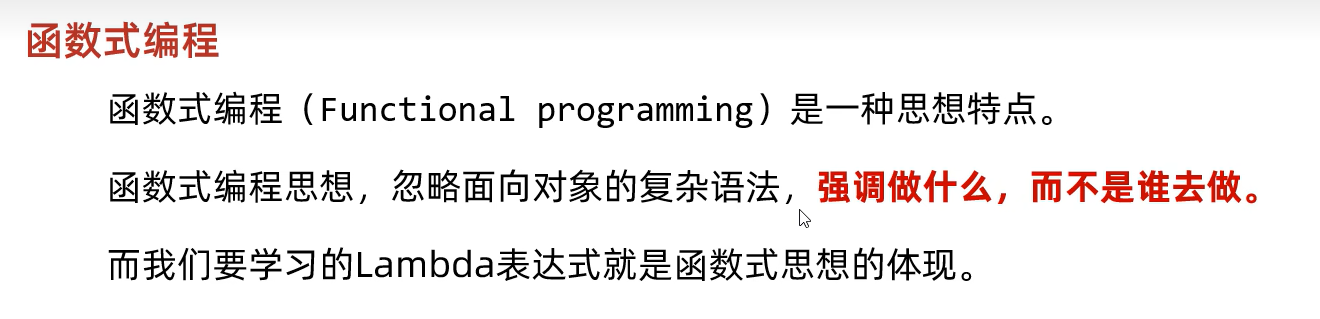 函数式编程
函数式编程（Functional programming）是一种思想特点。
函数式编程思想，忽略面向对象的复杂语法，强调做什么，而不是谁去做。
而我们要学习的Lambda表达式就是函数式思想的体现。